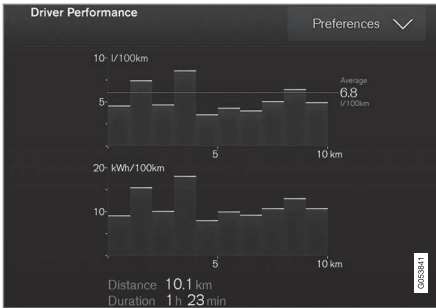 Driver Performance
Preferences
10- l/100km
Average
6.8
l/100km
5-
5
10 km
20- kWh/100km
10-
5
10 km
Distance 10.1 km
Duration 1 h 23 min
G053841